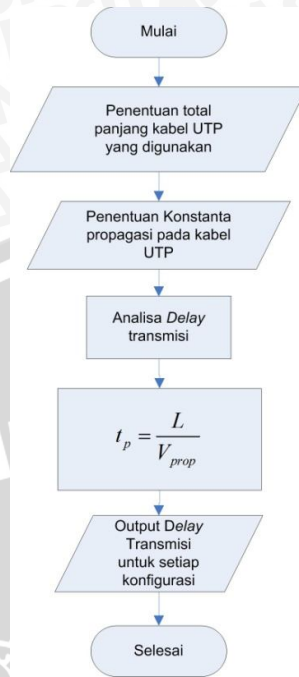 Mulai
Penentuan total
panjang kabel UTP
yang digunakan
Penentuan Konstanta
propagasi pada kabel
UTP
Analisa Delay
transmisi
t_p = L / V_prop
Output Delay
Transmisi
untuk setiap
konfigurasi
Selesai